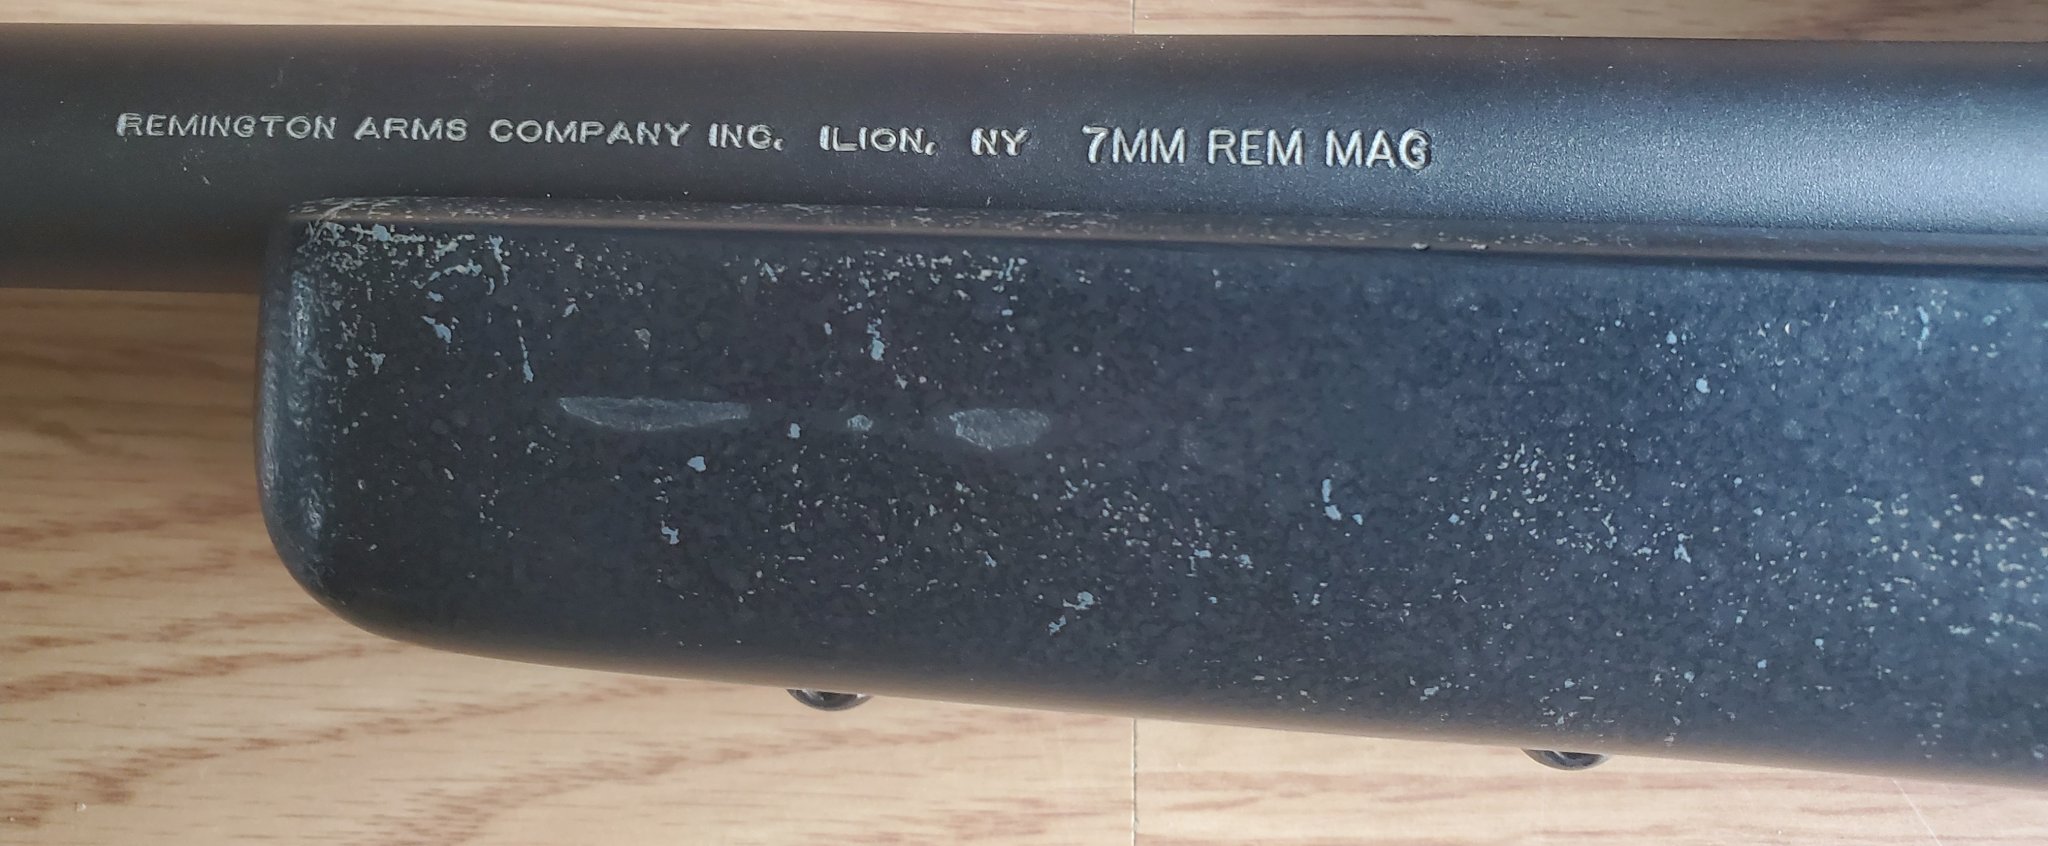 REMINGTON ARMS COMPANY INC. ILION, NY 7MM REM MAG